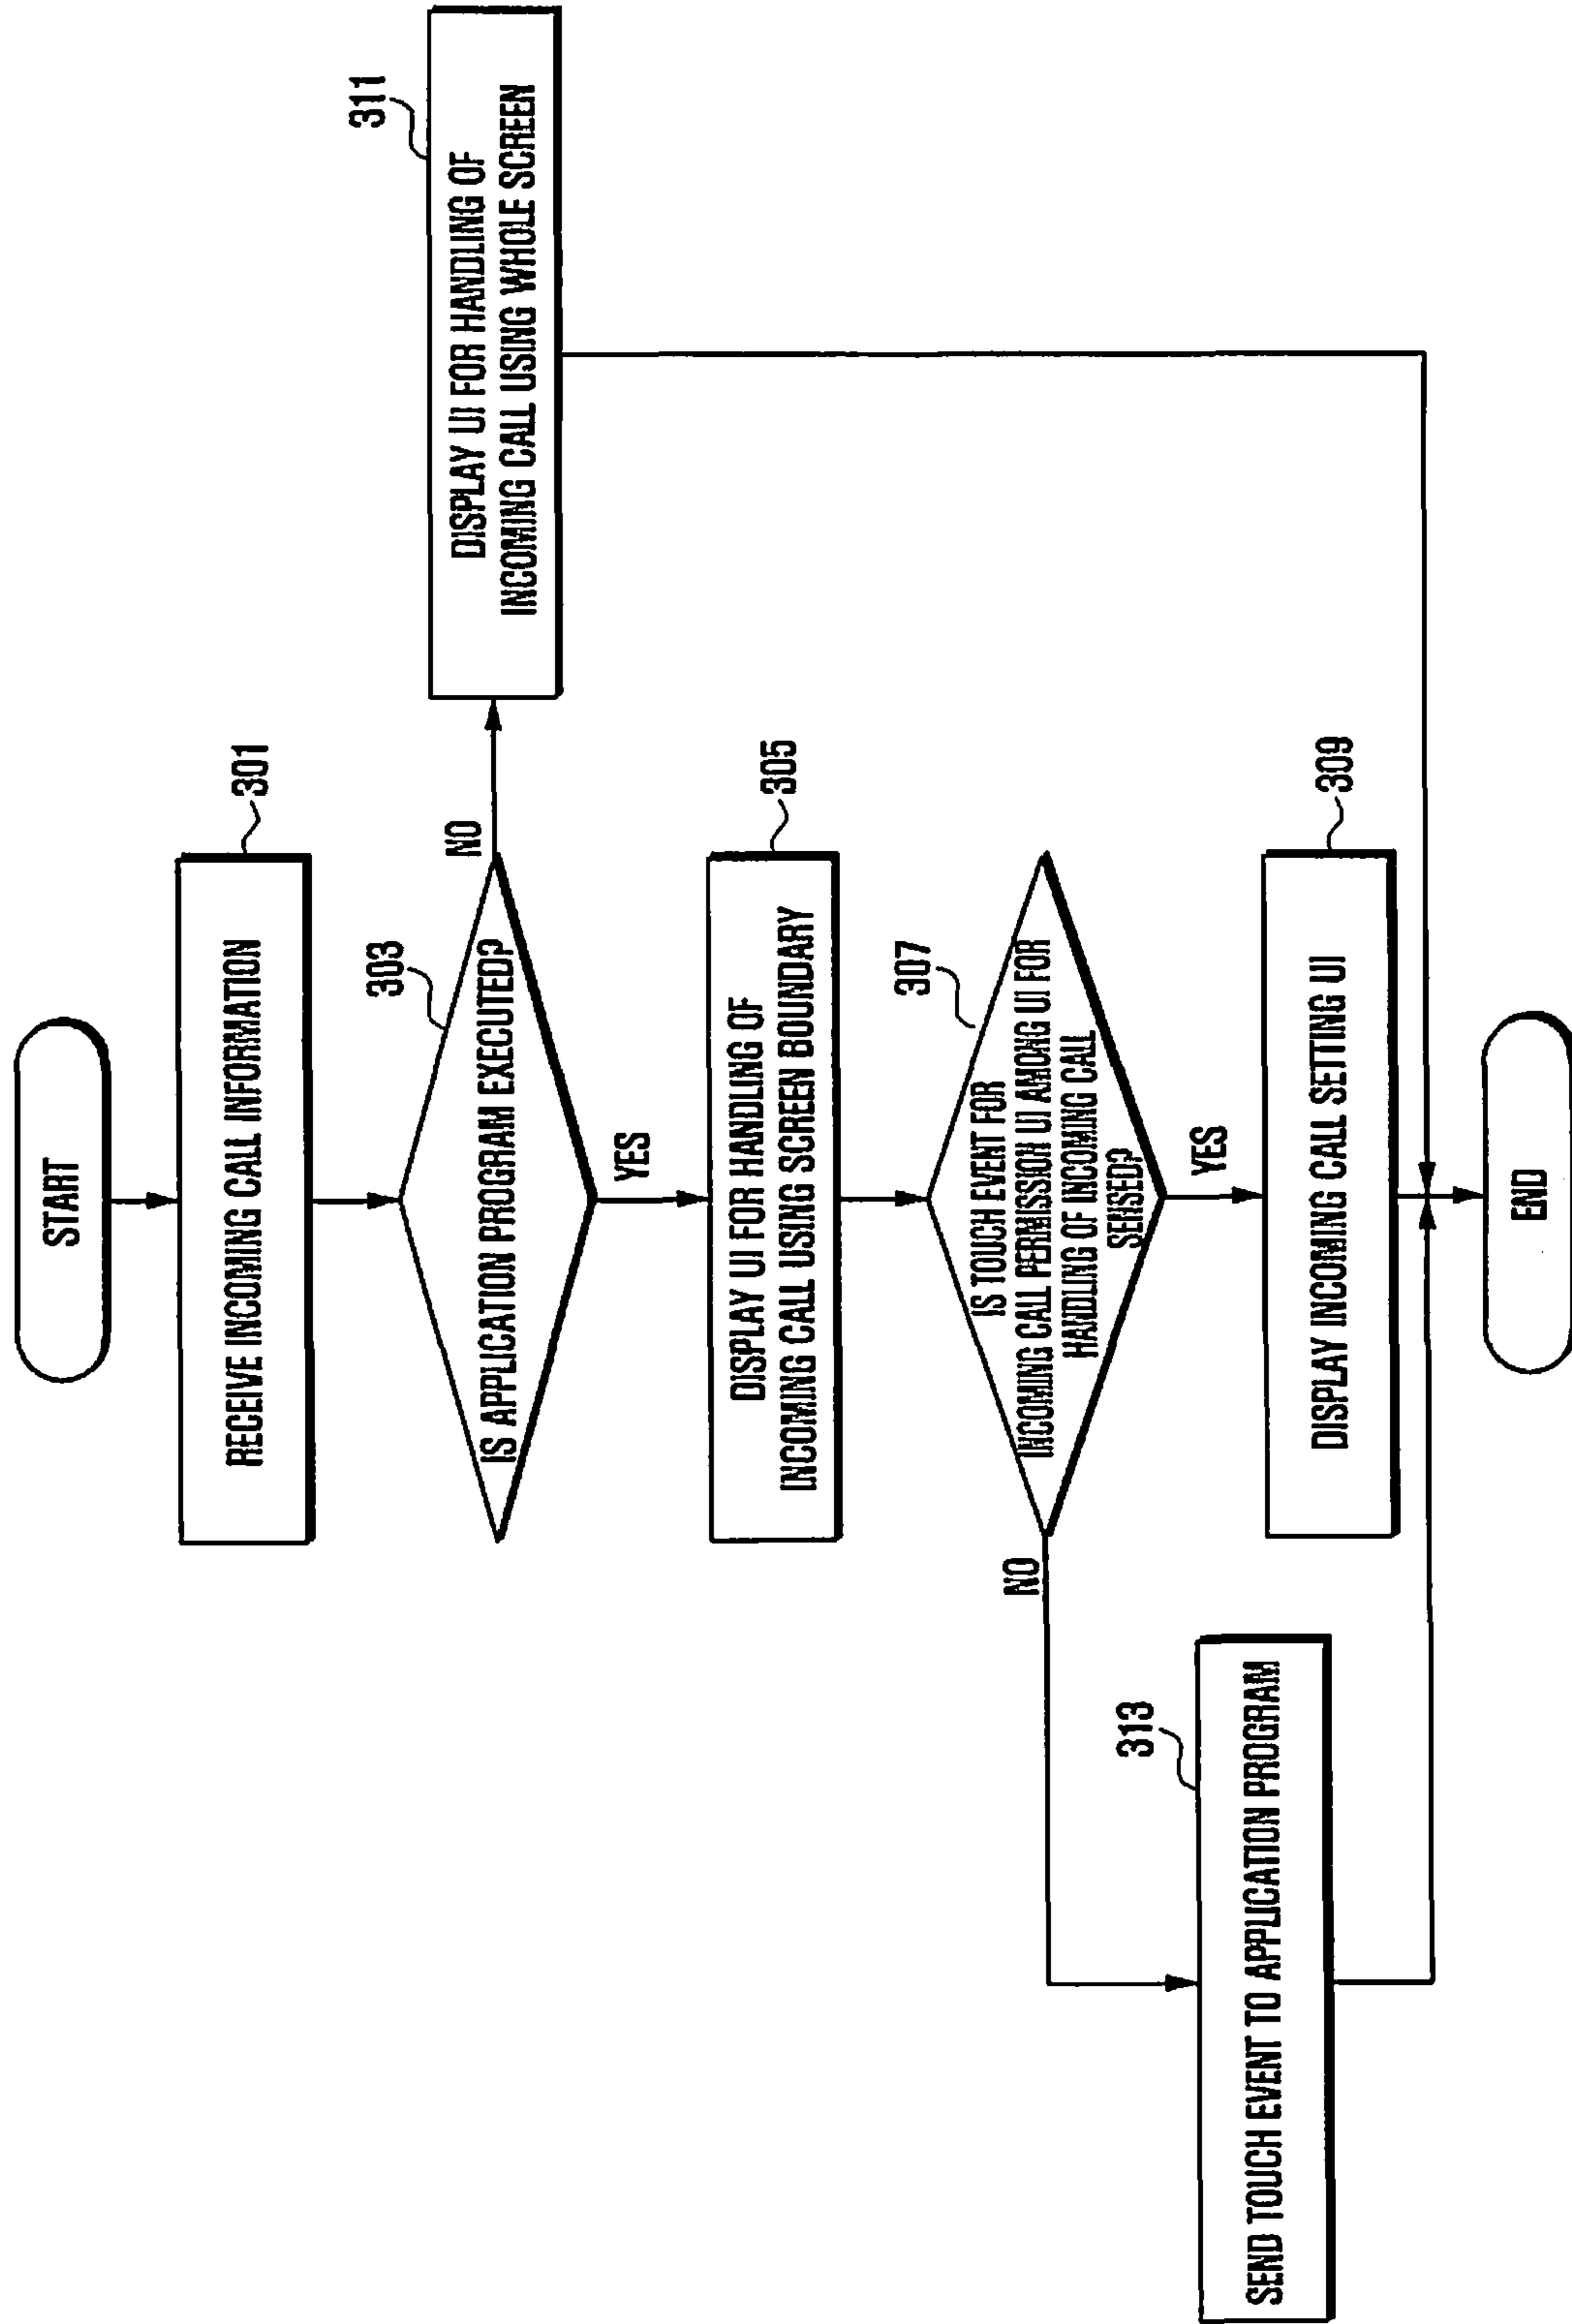 START
RECEIVE INCOMING CALL INFORMATION
301
303
IS APPLICATION PROGRAM EXECUTED?
NO
YES
311
DISPLAY UI FOR HANDLING OF
INCOMING CALL USING WHOLE SCREEN
305
DISPLAY UI FOR HANDLING OF
INCOMING CALL USING SCREEN BOUNDARY
307
IS TOUCH EVENT FOR
INCOMING CALL PERMISSION UI AMONG UI FOR
HANDLING OF INCOMING CALL
SENSED?
NO
YES
313
SEND TOUCH EVENT TO APPLICATION PROGRAM
309
DISPLAY INCOMING CALL SETTING UI
END